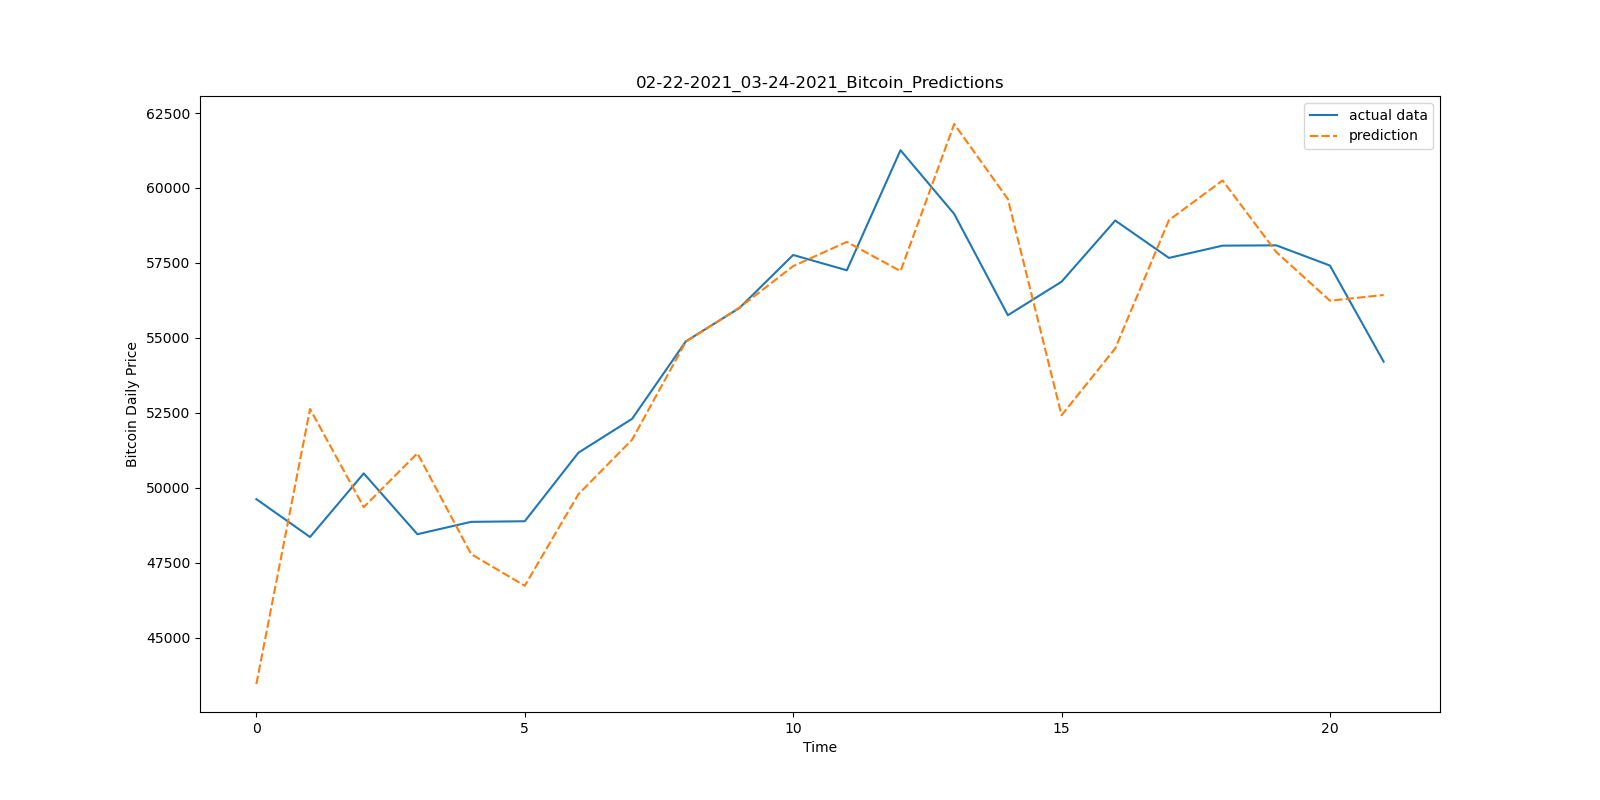 02-22-2021_03-24-2021_Bitcoin_Predictions
actual data
prediction
62500
60000
57500
55000
52500
50000
47500
45000
Bitcoin Daily Price
0 5 10 15 20
Time